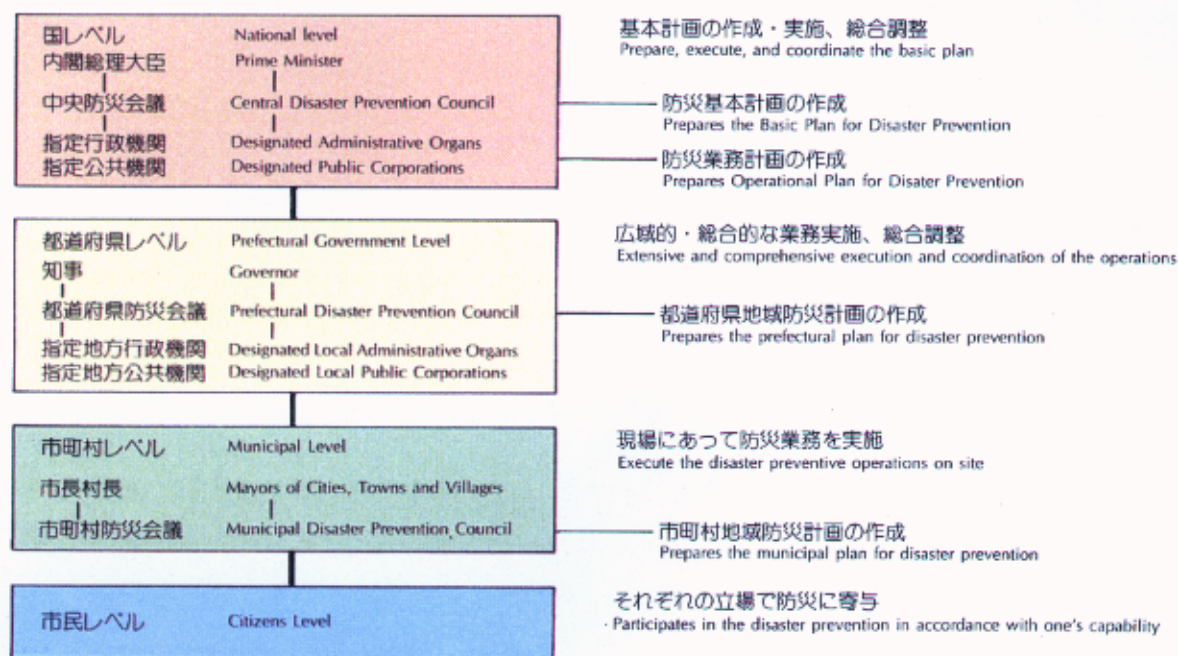 国レベル National level
基本計画の作成・実施、総合調整
Prepare, execute, and coordinate the basic plan
内閣総理大臣 Prime Minister
中央防災会議 Central Disaster Prevention Council
防災基本計画の作成
Prepares the Basic Plan for Disaster Prevention
指定行政機関 Designated Administrative Organs
指定公共機関 Designated Public Corporations
防災業務計画の作成
Prepares Operational Plan for Disater Prevention
都道府県レベル Prefectural Government Level
広域的・総合的な業務実施、総合調整
Extensive and comprehensive execution and coordination of the operations
知事 Governor
都道府県防災会議 Prefectural Disaster Prevention Council
都道府県地域防災計画の作成
Prepares the prefectural plan for disaster prevention
指定地方行政機関 Designated Local Administrative Organs
指定地方公共機関 Designated Local Public Corporations
市町村レベル Municipal Level
現場にあって防災業務を実施
Execute the disaster preventive operations on site
市長村長 Mayors of Cities, Towns and Villages
市町村防災会議 Municipal Disaster Prevention Council
市町村地域防災計画の作成
Prepares the municipal plan for disaster prevention
市民レベル Citizens Level
それぞれの立場で防災に寄与
Participates in the disaster prevention in accordance with one's capability